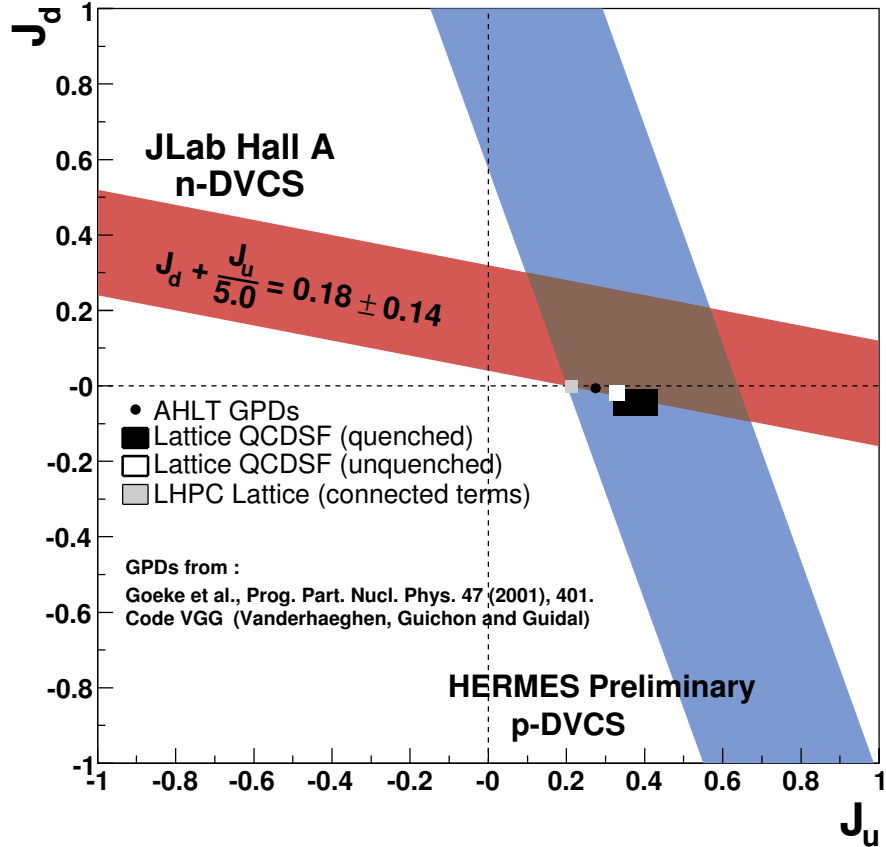 J_d
1
0.8
0.6
0.4
0.2
-0
-0.2
-0.4
-0.6
-0.8
-1
JLab Hall A
n-DVCS
J_d + J_u/5.0 = 0.18 ± 0.14
AHLT GPDs
Lattice QCDSF (quenched)
Lattice QCDSF (unquenched)
LHPC Lattice (connected terms)
GPDs from :
Goeke et al., Prog. Part. Nucl. Phys. 47 (2001), 401.
Code VGG (Vanderhaeghen, Guichon and Guidal)
HERMES Preliminary
p-DVCS
-1 -0.8 -0.6 -0.4 -0.2 -0 0.2 0.4 0.6 0.8 1
J_u